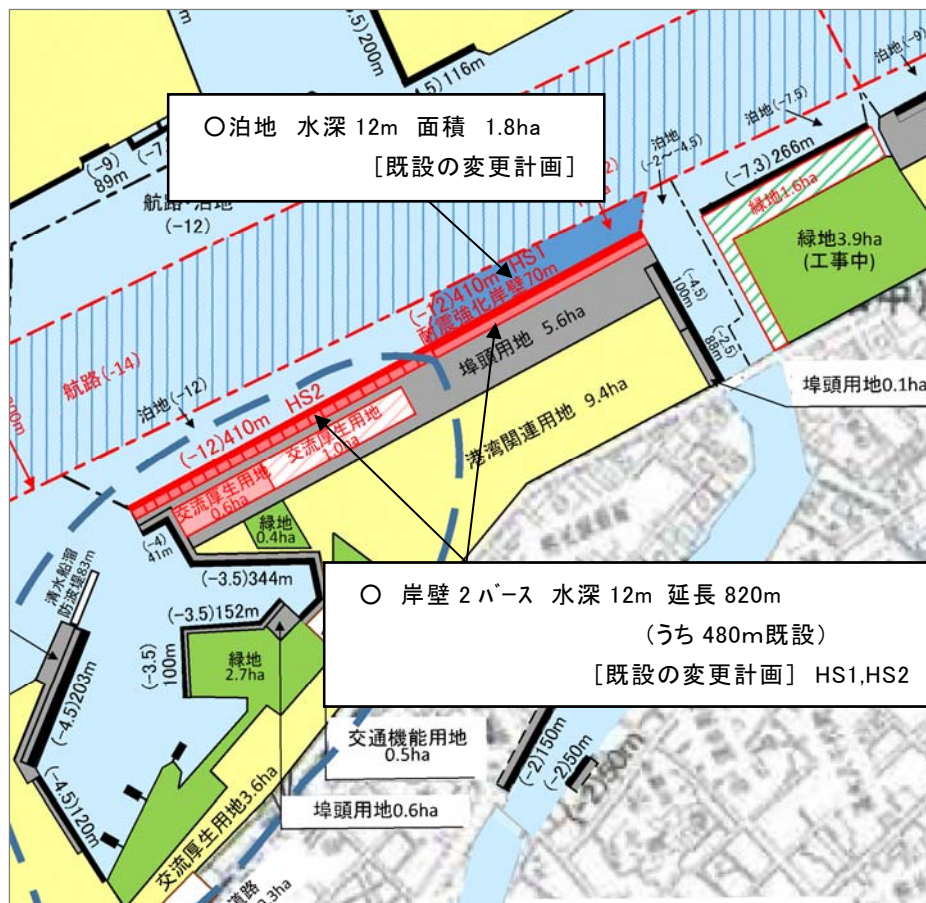 .5)200m
.5)116m
泊地(-9)
泊地(-7.5)
泊地
(-2~-4.5)
(-7.3) 266m
(-9)
89m
(-7.
航路・泊地
(-12)
○泊地 水深 12m 面積 1.8ha
[既設の変更計画]
緑地1.6ha
緑地3.9ha
(工事中)
(-12)410m HS1
耐震強化岸壁70m
埠頭用地 5.6ha
(-4.5)
100m
(-2.5)
88m
埠頭用地0.1ha
航路(-14)
泊地(-12)
(-12)410m HS2
交流厚生用地
1.0ha
交流厚生用地
0.6ha
港湾関連用地 9.4ha
緑地
0.4ha
(-4)
41m
(-3.5)344m
清水船溜
防波堤83m
(-3.5)152m
(-3.5)
100m
緑地
2.7ha
(-4.5)203m
(-4.5)120m
○ 岸壁 2 バース 水深 12m 延長 820m
(うち 480m既設)
[既設の変更計画] HS1,HS2
交通機能用地
0.5ha
埠頭用地0.6ha
交流厚生用地3.6ha
(-2)150m
(-2)50m
道路
0.3ha